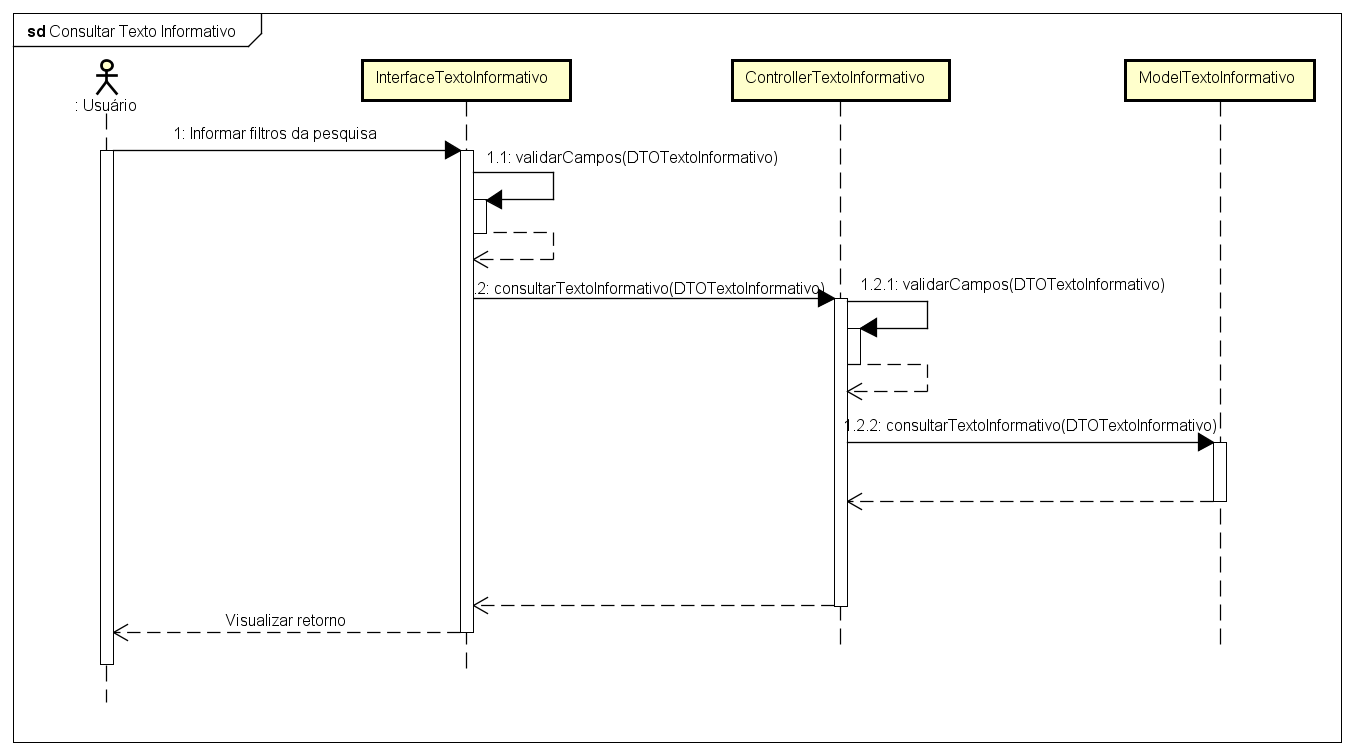 sd Consultar Texto Informativo
InterfaceTextoInformativo
ControllerTextoInformativo
ModelTextoInformativo
: Usuário
1: Informar filtros da pesquisa
1.1: validarCampos(DTOTextoInformativo)
.2: consultarTextoInformativo(DTOTextoInformativo)
1.2.1: validarCampos(DTOTextoInformativo)
1.2.2: consultarTextoInformativo(DTOTextoInformativo)
Visualizar retorno